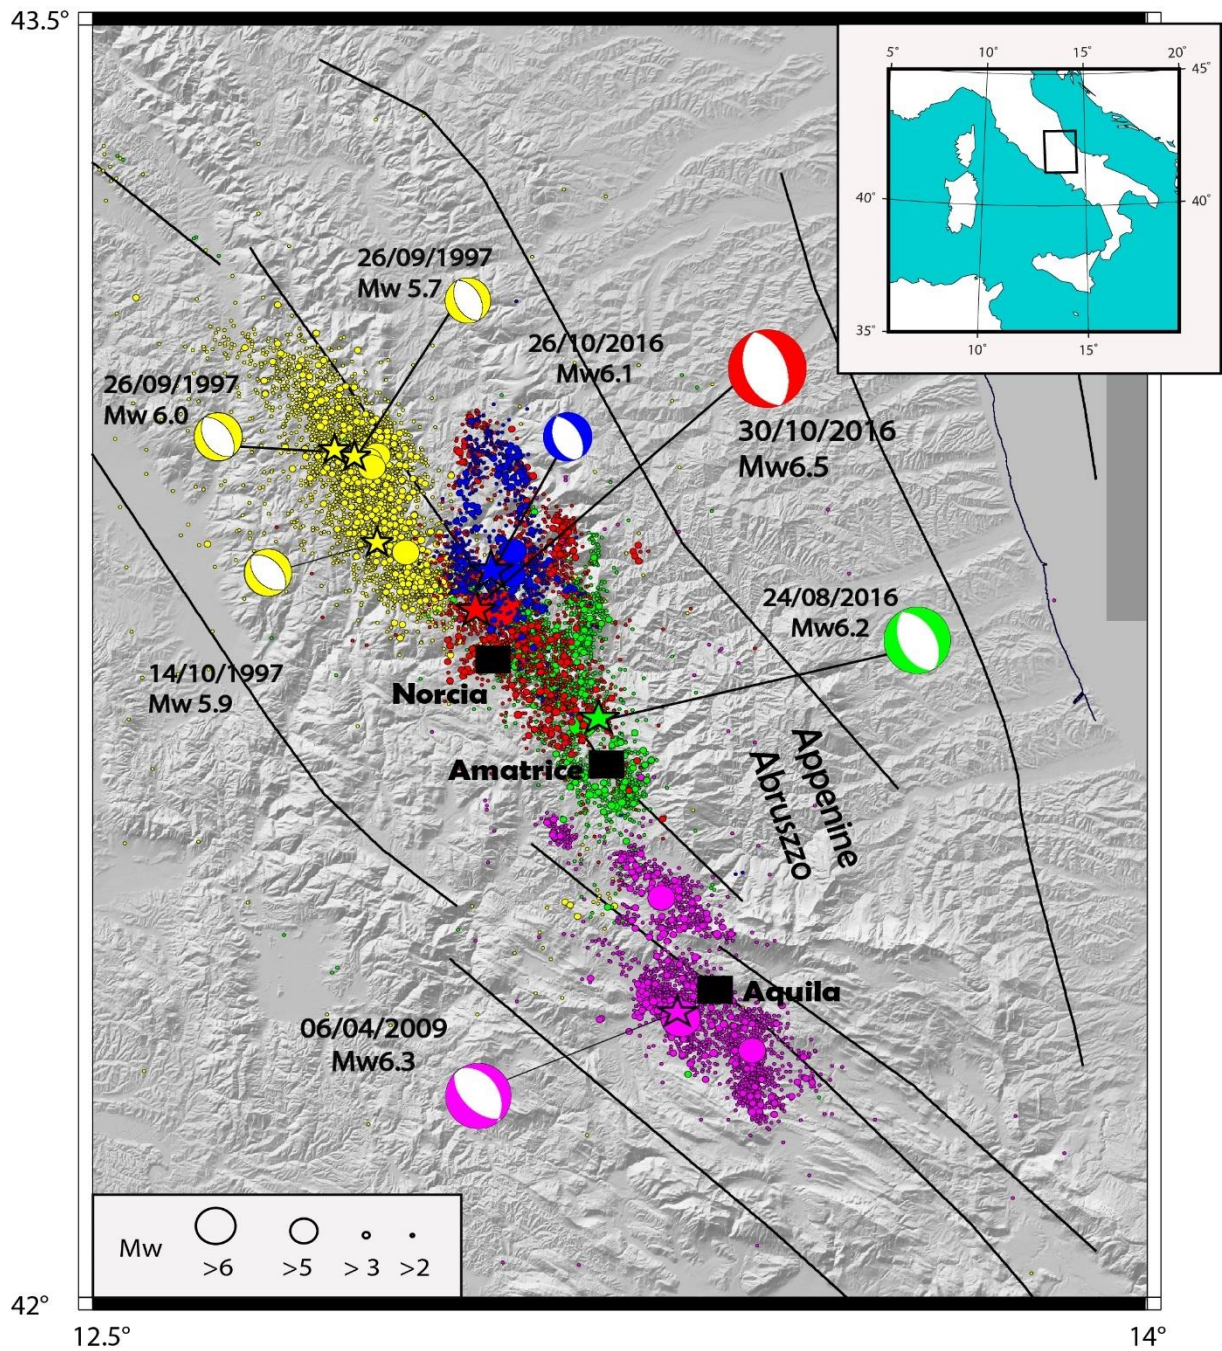 43.5°
5° 10° 15° 20°
45°
40°
40°
35°
10° 15°
26/09/1997
Mw 5.7
26/10/2016
Mw6.1
26/09/1997
Mw 6.0
30/10/2016
Mw6.5
24/08/2016
Mw6.2
14/10/1997
Mw 5.9
Norcia
Amatrice
Appenine
Abruszzo
Aquila
06/04/2009
Mw6.3
Mw
>6 >5 > 3 >2
42°
12.5° 14°